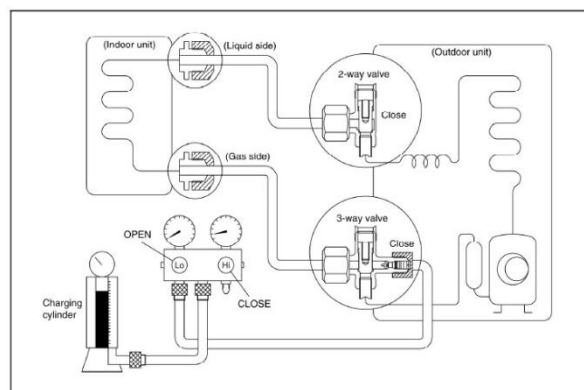 (Indoor unit)
(Liquid side)
(Outdoor unit)
2-way valve
Close
(Gas side)
3-way valve
Close
OPEN
Lo
Hi
CLOSE
Charging
cylinder